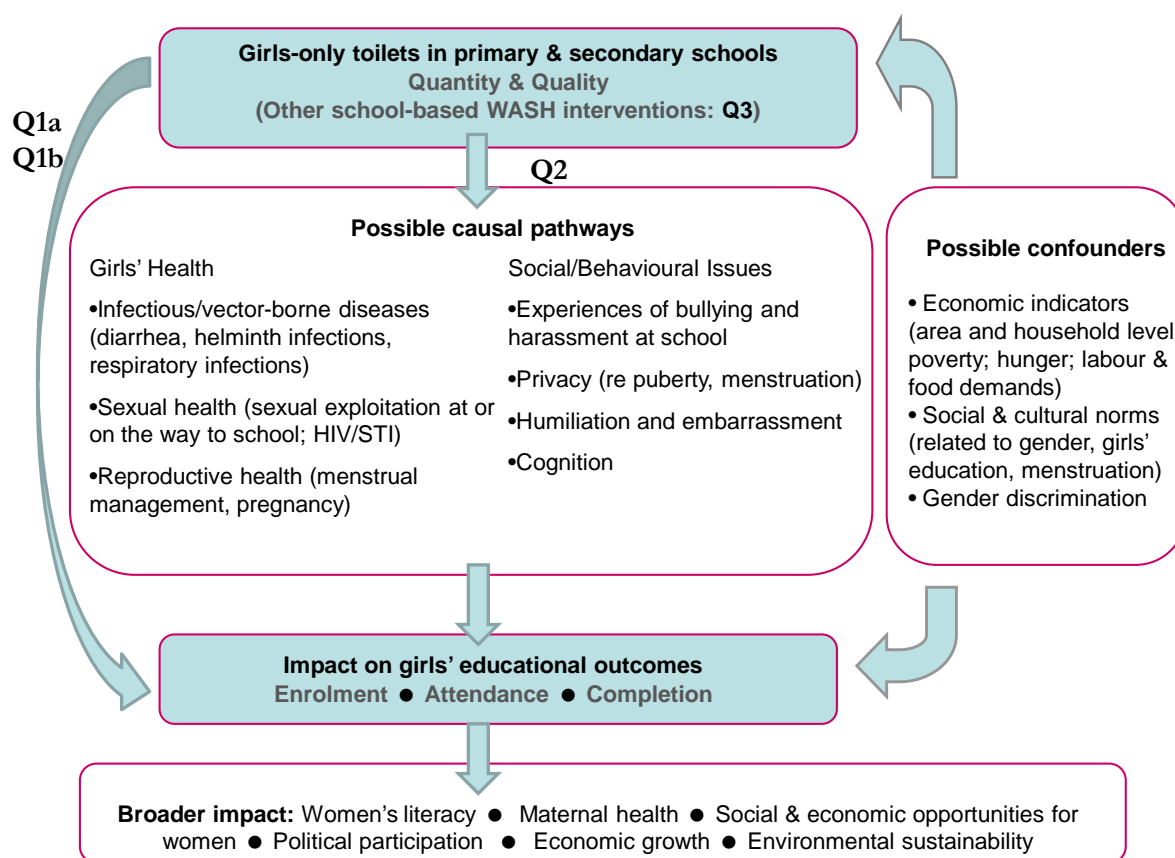 Girls-only toilets in primary & secondary schools
Quantity & Quality
(Other school-based WASH interventions: Q3)
Q1a
Q1b
Q2
Possible causal pathways
Girls’ Health
•Infectious/vector-borne diseases
(diarrhea, helminth infections,
respiratory infections)
•Sexual health (sexual exploitation at or
on the way to school; HIV/STI)
•Reproductive health (menstrual
management, pregnancy)
Social/Behavioural Issues
•Experiences of bullying and
harassment at school
•Privacy (re puberty, menstruation)
•Humiliation and embarrassment
•Cognition
Possible confounders
• Economic indicators
(area and household level
poverty; hunger; labour &
food demands)
• Social & cultural norms
(related to gender, girls’
education, menstruation)
• Gender discrimination
Impact on girls’ educational outcomes
Enrolment ● Attendance ● Completion
Broader impact: Women’s literacy ● Maternal health ● Social & economic opportunities for
women ● Political participation ● Economic growth ● Environmental sustainability